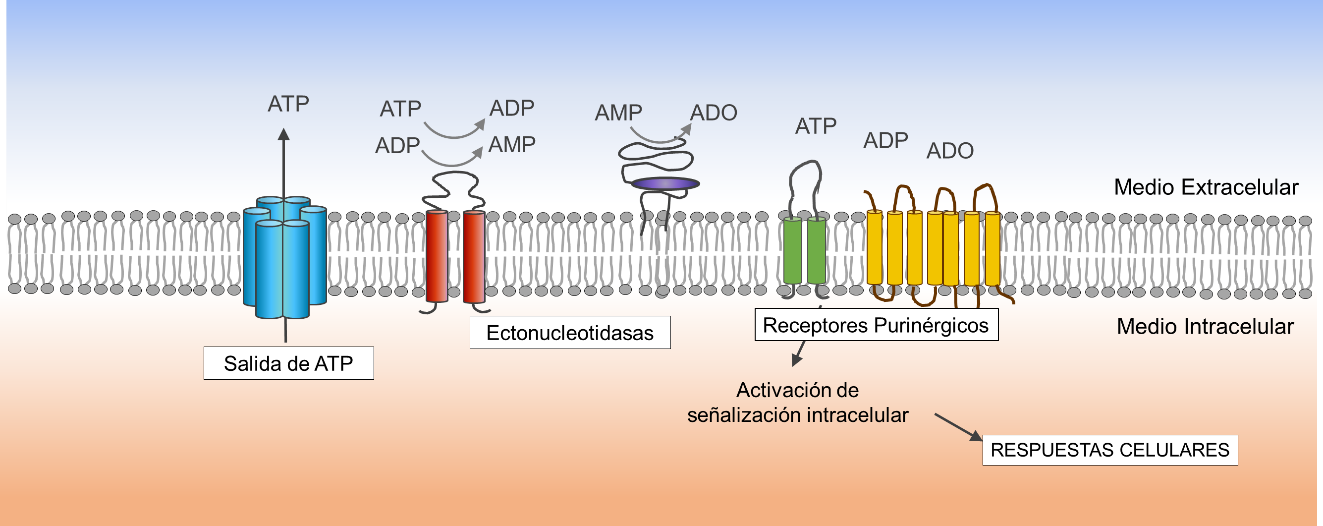 ATP
ATP
ADP
ADP
AMP
AMP
ADO
ATP
ADP
ADO
Medio Extracelular
Medio Intracelular
Salida de ATP
Ectonucleotidasas
Receptores Purinérgicos
Activación de
señalización intracelular
RESPUESTAS CELULARES